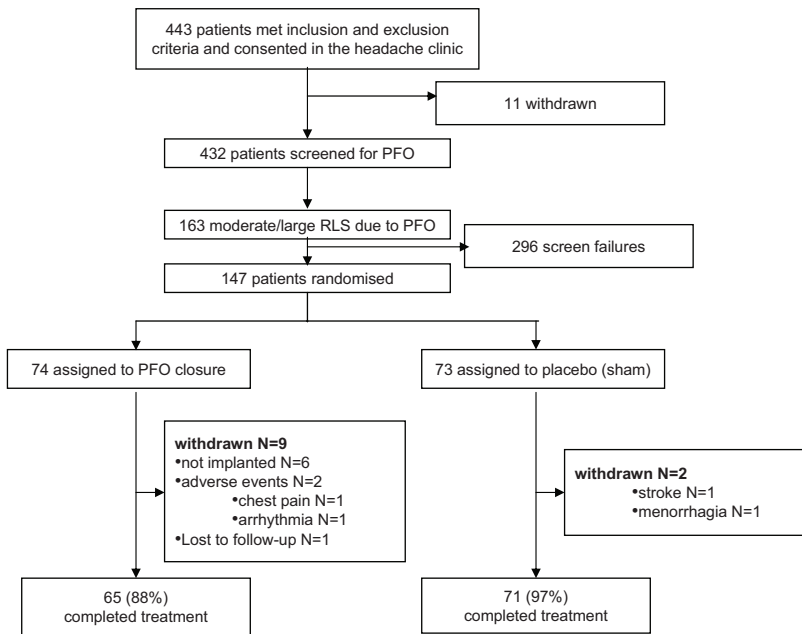 443 patients met inclusion and exclusion
criteria and consented in the headache clinic
11 withdrawn
432 patients screened for PFO
163 moderate/large RLS due to PFO
296 screen failures
147 patients randomised
74 assigned to PFO closure
73 assigned to placebo (sham)
withdrawn N=9
•not implanted N=6
•adverse events N=2
•chest pain N=1
•arrhythmia N=1
•Lost to follow-up N=1
withdrawn N=2
•stroke N=1
•menorrhagia N=1
65 (88%)
completed treatment
71 (97%)
completed treatment